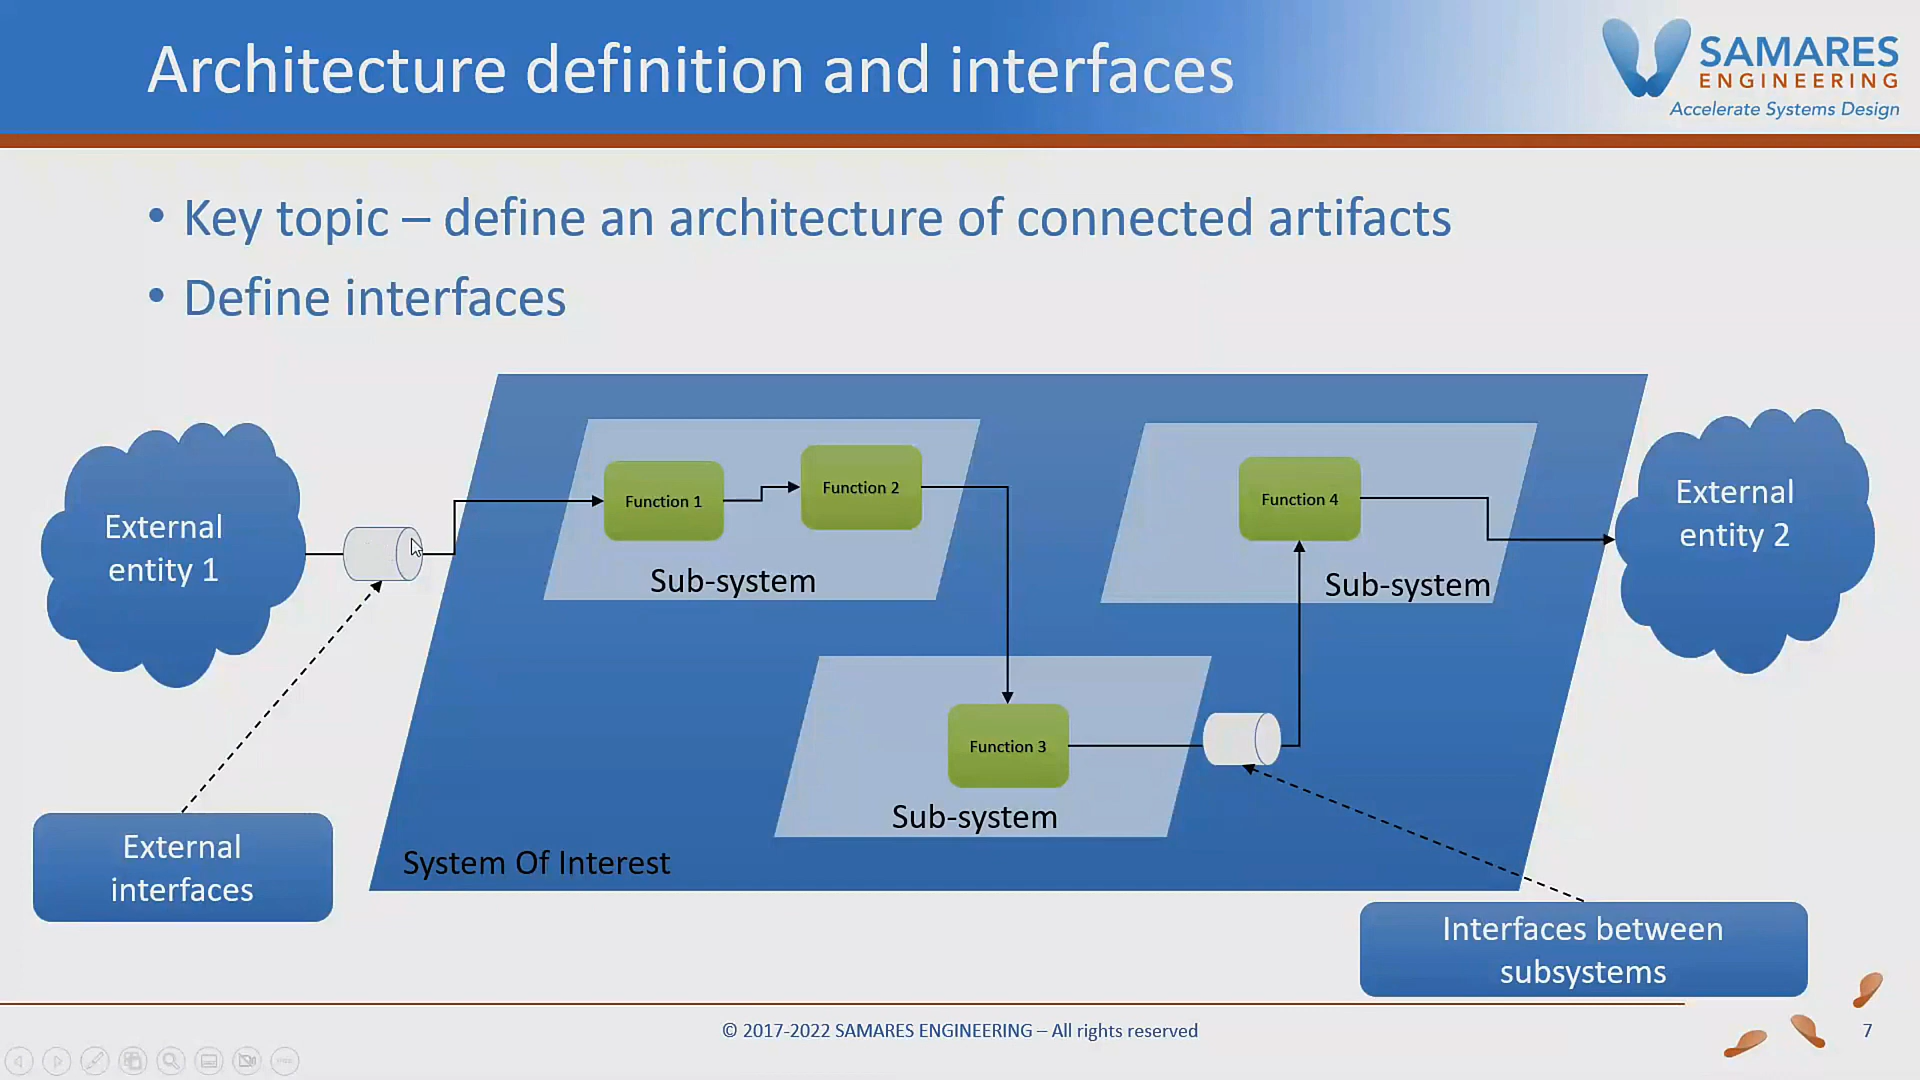 Architecture definition and interfaces
SAMARES
ENGINEERING
Accelerate Systems Design
• Key topic – define an architecture of connected artifacts
• Define interfaces
External
entity 1
Function 1
Function 2
Sub-system
Function 4
Sub-system
External
entity 2
Function 3
Sub-system
System Of Interest
External
interfaces
Interfaces between
subsystems
© 2017-2022 SAMARES ENGINEERING – All rights reserved
7